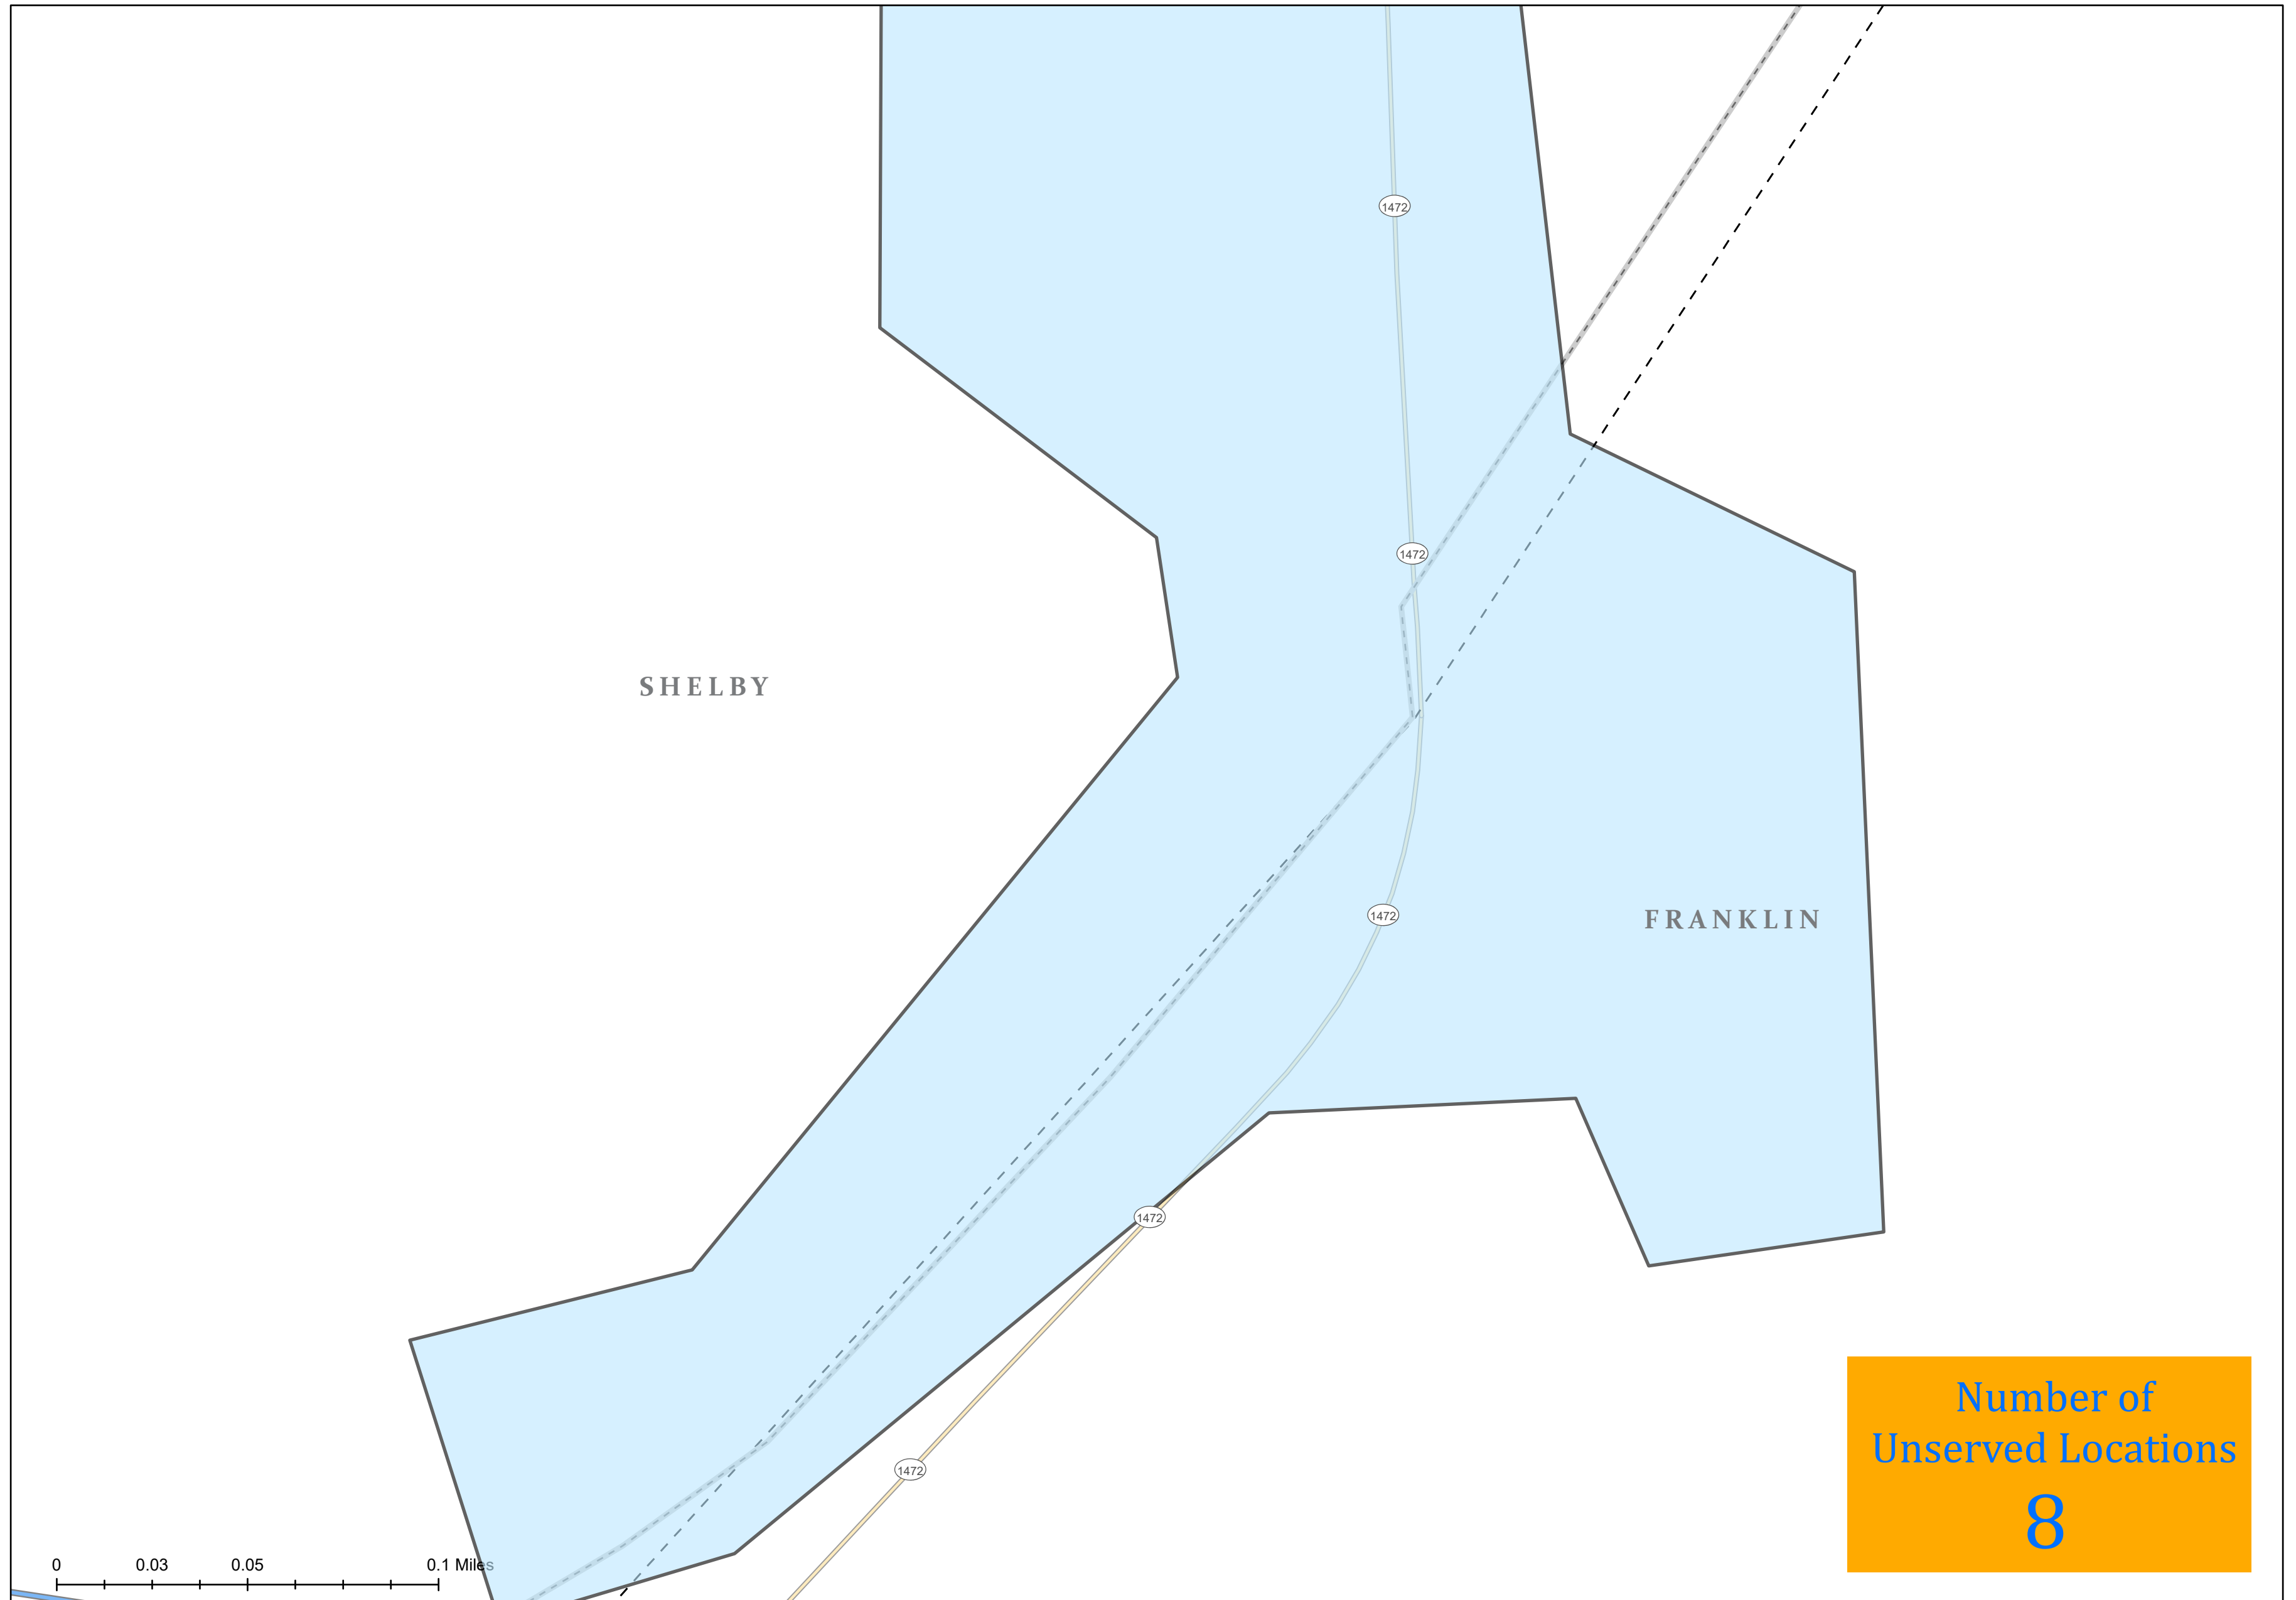 1472
1472
SHELBY
1472
FRANKLIN
1472
Number of
Unserved Locations
8
1472
0 0.03 0.05 0.1 Miles